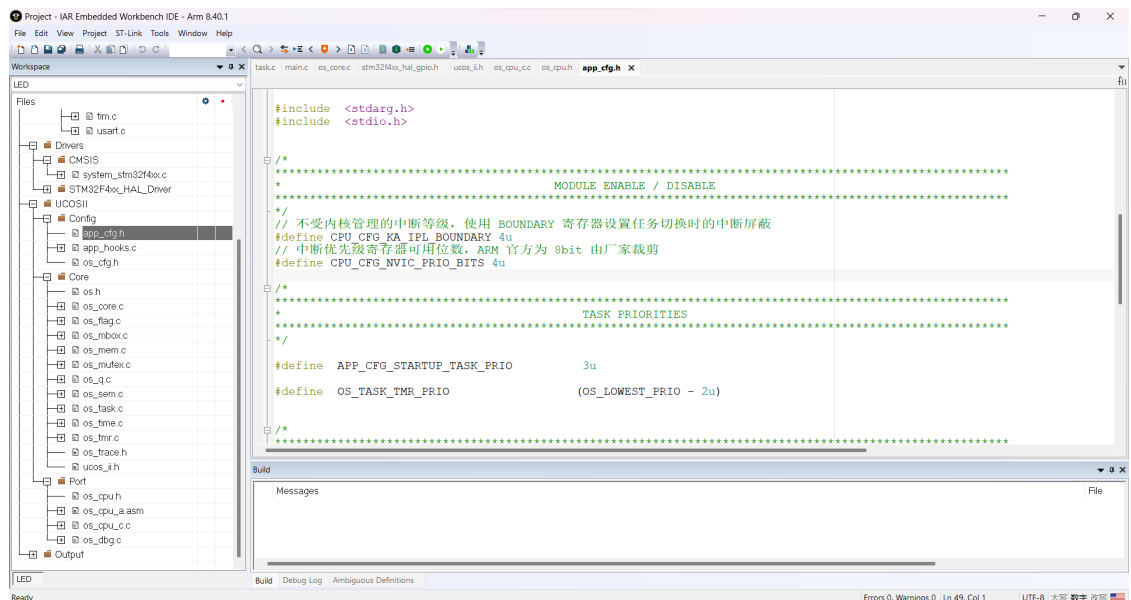 Project - IAR Embedded Workbench IDE - Arm 8.40.1
File Edit View Project ST-Link Tools Window Help
Workspace
LED
Files
tim.c
usart.c
Drivers
CMSIS
system_stm32f4xx.c
STM32F4xx_HAL_Driver
UCOSII
Config
app_cfg.h
app_hooks.c
os_cfg.h
Core
os.h
os_core.c
os_flag.c
os_mbox.c
os_mem.c
os_mutex.c
os_q.c
os_sem.c
os_task.c
os_time.c
os_tmr.c
os_trace.h
ucos_ii.h
Port
os_cpu.h
os_cpu_a.asm
os_cpu_c.c
os_dbg.c
Output
LED
task.c main.c os_core.c stm32f4xx_hal_gpio.h ucos_ii.h os_cpu_c.c os_cpu.h app_cfg.h
#include <stdarg.h>
#include <stdio.h>
/*
*********************************************************************************************************
* MODULE ENABLE / DISABLE
*********************************************************************************************************
*/
// 不受内核管理的中断等级，使用 BOUNDARY 寄存器设置任务切换时的中断屏蔽
#define CPU_CFG_KA_IPL_BOUNDARY 4u
// 中断优先级寄存器可用位数，ARM 官方为 8bit 由厂家裁剪
#define CPU_CFG_NVIC_PRIO_BITS 4u
/*
*********************************************************************************************************
* TASK PRIORITIES
*********************************************************************************************************
*/
#define APP_CFG_STARTUP_TASK_PRIO 3u
#define OS_TASK_TMR_PRIO (OS_LOWEST_PRIO - 2u)
/*
*********************************************************************************************************
Build
Messages File
Build Debug Log Ambiguous Definitions
Ready Errors 0, Warnings 0 Ln 49, Col 1 UTF-8 大写 数字 改写